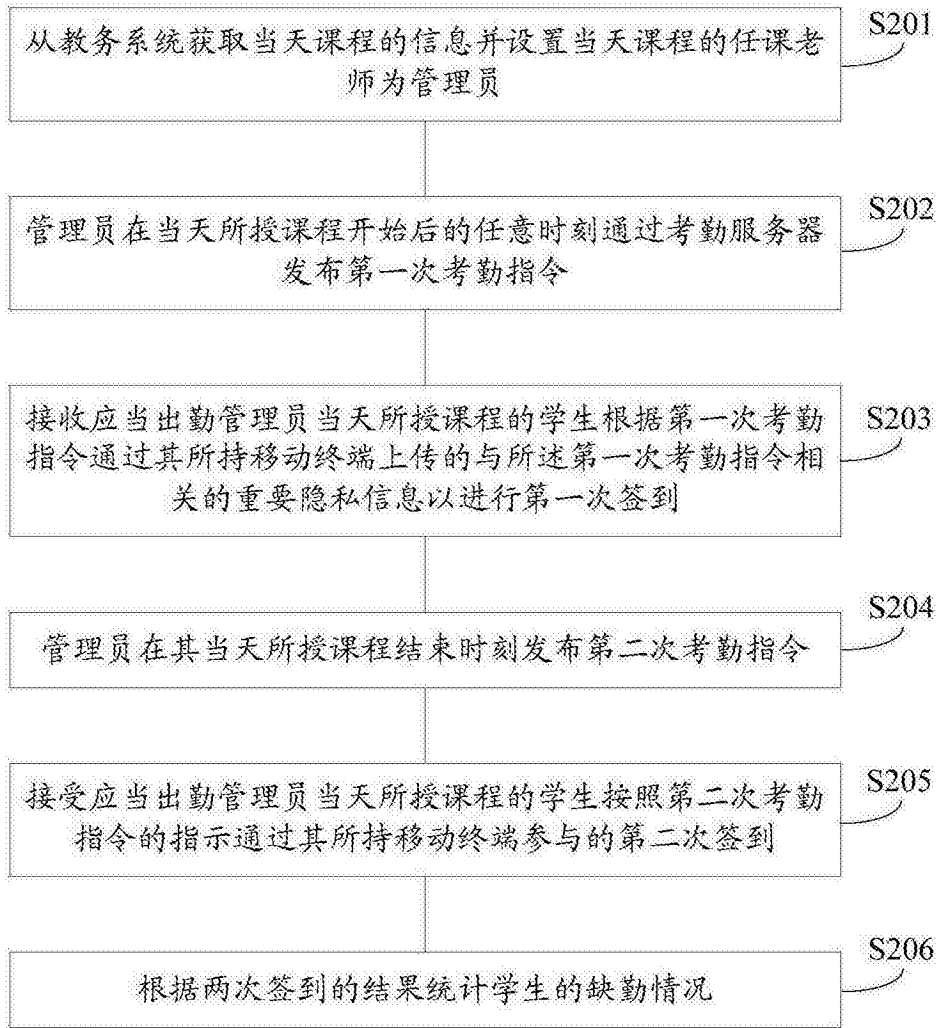 从教务系统获取当天课程的信息并设置当天课程的任课老
师为管理员
S201
管理员在当天所授课程开始后的任意时刻通过考勤服务器
发布第一次考勤指令
S202
接收应当出勤管理员当天所授课程的学生根据第一次考勤
指令通过其所持移动终端上传的与所述第一次考勤指令相
关的重要隐私信息以进行第一次签到
S203
管理员在其当天所授课程结束时刻发布第二次考勤指令
S204
接受应当出勤管理员当天所授课程的学生按照第二次考勤
指令的指示通过其所持移动终端参与的第二次签到
S205
根据两次签到的结果统计学生的缺勤情况
S206